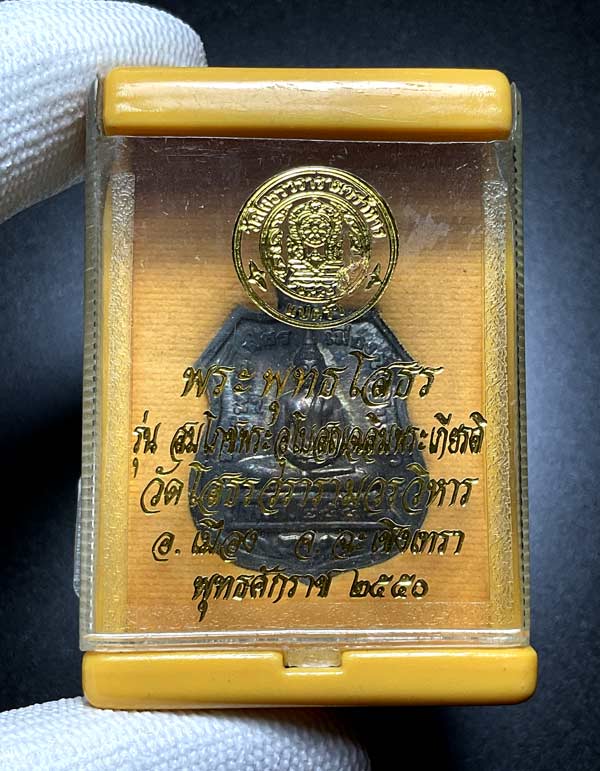 พระพุทธโสธร
รุ่น สมโภชพระอุโบสถเฉลิมพระเกียรติ
วัดโสธรวรารามวรวิหาร
อ.เมือง จ.ฉะเชิงเทรา
พุทธศักราช ๒๕๕๐